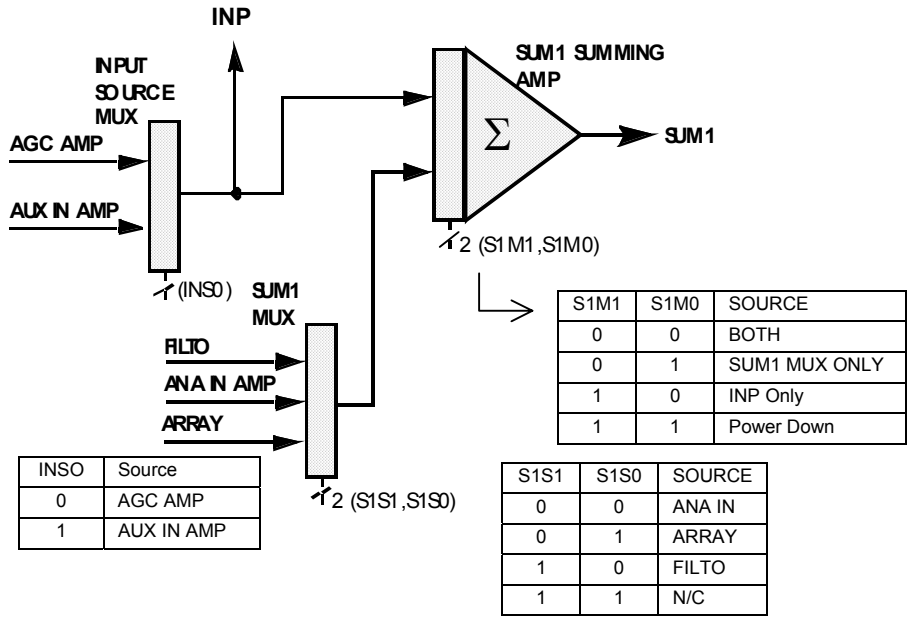 INP
INPUT
SOURCE
MUX
SUM1 SUMMING
AMP
AGC AMP
AUX IN AMP
Σ
SUM1
2 (S1M1,S1M0)
(INS0)
SUM1
MUX
FILTO
ANA IN AMP
ARRAY
2 (S1S1,S1S0)
S1M1 S1M0 SOURCE
0 0 BOTH
0 1 SUM1 MUX ONLY
1 0 INP Only
1 1 Power Down
INSO Source
0 AGC AMP
1 AUX IN AMP
S1S1 S1S0 SOURCE
0 0 ANA IN
0 1 ARRAY
1 0 FILTO
1 1 N/C